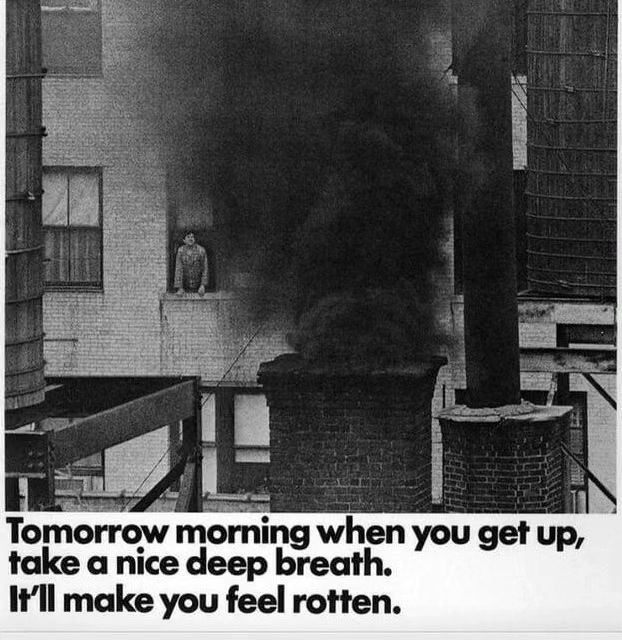 Tomorrow morning when you get up,
take a nice deep breath.
It'll make you feel rotten.